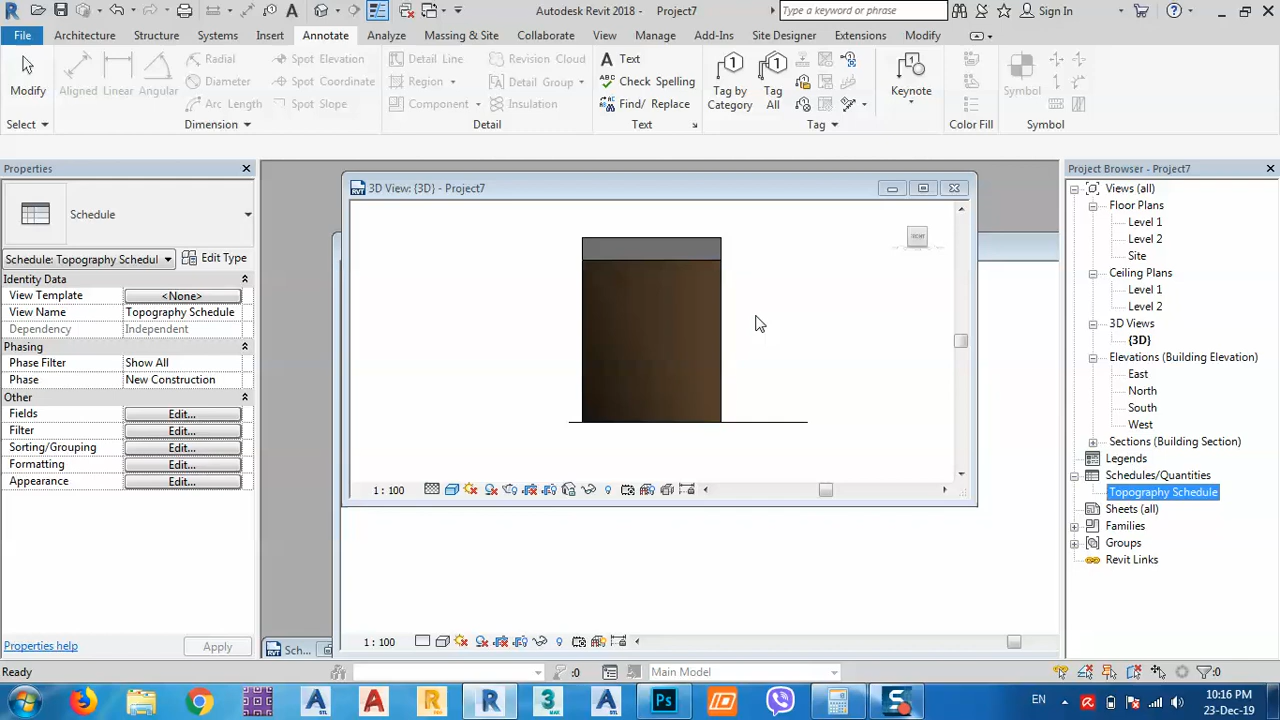 Autodesk Revit 2018 - Project7
Type a keyword or phrase
Sign In
File
Architecture
Structure
Systems
Insert
Annotate
Analyze
Massing & Site
Collaborate
View
Manage
Add-Ins
Site Designer
Extensions
Modify
Modify
Select
Aligned
Linear
Angular
Radial
Diameter
Arc Length
Spot Elevation
Spot Coordinate
Spot Slope
Dimension
Detail Line
Region
Component
Revision Cloud
Detail Group
Insulation
Detail
Text
Check Spelling
Find/ Replace
Text
Tag by
Category
Tag
All
Tag
Keynote
Color Fill
Symbol
Symbol
Properties
Schedule
Schedule: Topography Schedul
Edit Type
Identity Data
View Template <None>
View Name Topography Schedule
Dependency Independent
Phasing
Phase Filter Show All
Phase New Construction
Other
Fields Edit...
Filter Edit...
Sorting/Grouping Edit...
Formatting Edit...
Appearance Edit...
Properties help
Apply
3D View: {3D} - Project7
RIGHT
1 : 100
Sch...
1 : 100
Project Browser - Project7
Views (all)
Floor Plans
Level 1
Level 2
Site
Ceiling Plans
Level 1
Level 2
3D Views
{3D}
Elevations (Building Elevation)
East
North
South
West
Sections (Building Section)
Legends
Schedules/Quantities
Topography Schedule
Sheets (all)
Families
Groups
Revit Links
Ready
:0
Main Model
:0
EN
10:16 PM
23-Dec-19